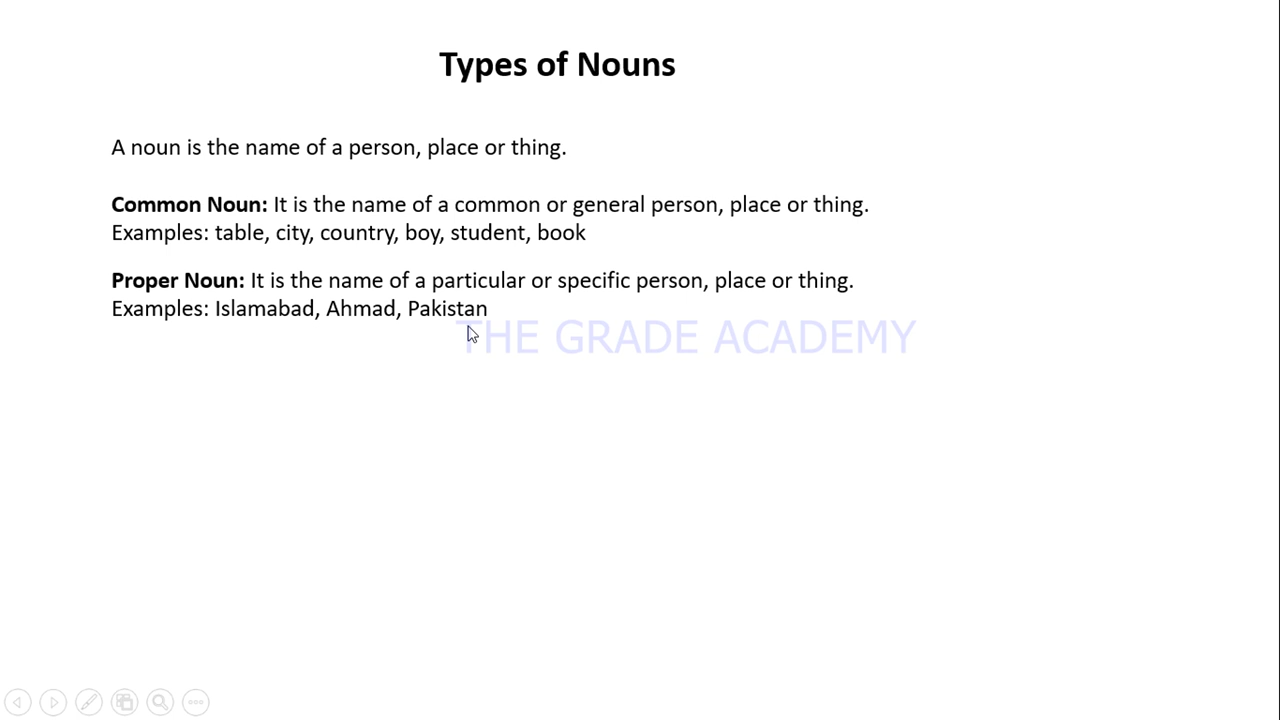 Types of Nouns
A noun is the name of a person, place or thing.
Common Noun: It is the name of a common or general person, place or thing.
Examples: table, city, country, boy, student, book
Proper Noun: It is the name of a particular or specific person, place or thing.
Examples: Islamabad, Ahmad, Pakistan
THE GRADE ACADEMY